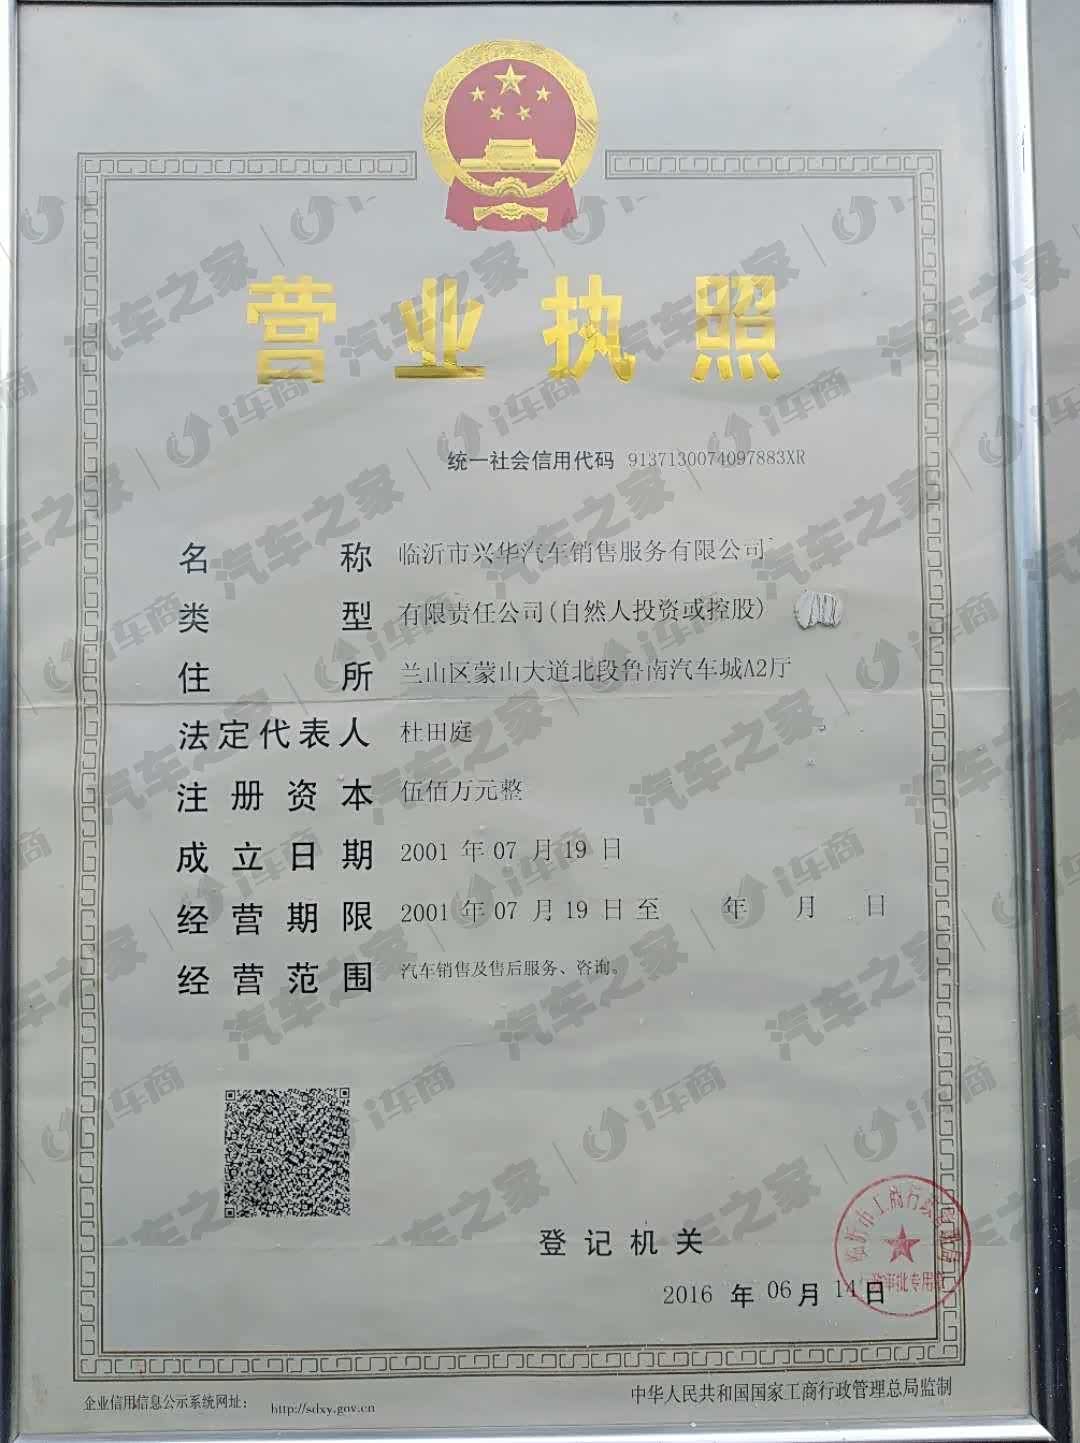 营业执照
统一社会信用代码 9137130074097883XR
名称 临沂市兴华汽车销售服务有限公司
类型 有限责任公司(自然人投资或控股)
住所 兰山区蒙山大道北段鲁南汽车城A2厅
法定代表人 杜田庭
注册资本 伍佰万元整
成立日期 2001 年 07 月 19 日
经营期限 2001 年 07 月 19 日 至 年 月 日
经营范围 汽车销售及售后服务、咨询。
登记机关
2016 年 06 月 14 日
企业信用信息公示系统网址： http://sdxy.gov.cn
中华人民共和国国家工商行政管理总局监制
汽车之家 i车商